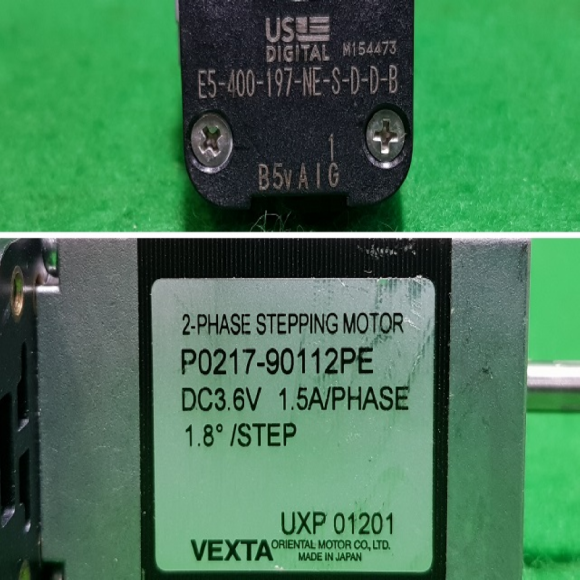 US
DIGITAL M154473
E5-400-197-NE-S-D-D-B
1
B5vAIG
2-PHASE STEPPING MOTOR
P0217-90112PE
DC3.6V 1.5A/PHASE
1.8° /STEP
UXP 01201
VEXTA ORIENTAL MOTOR CO., LTD.
MADE IN JAPAN